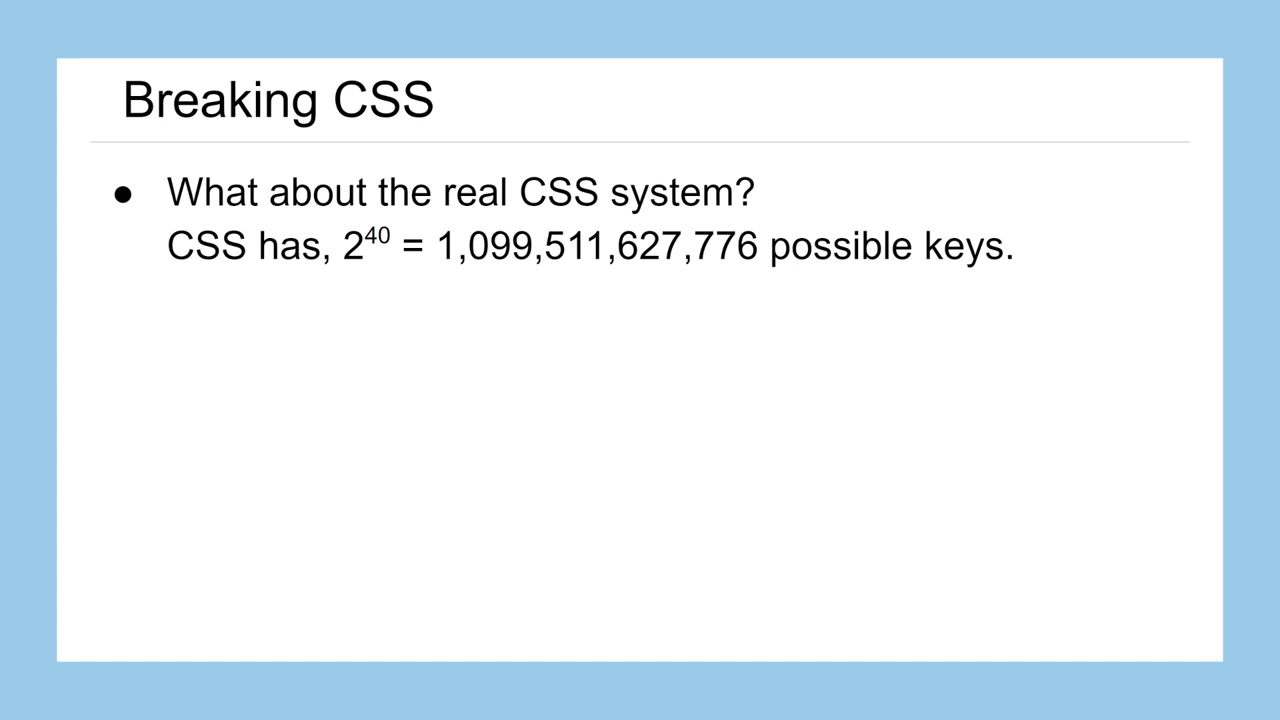 Breaking CSS
● What about the real CSS system?
CSS has, 2⁴⁰ = 1,099,511,627,776 possible keys.